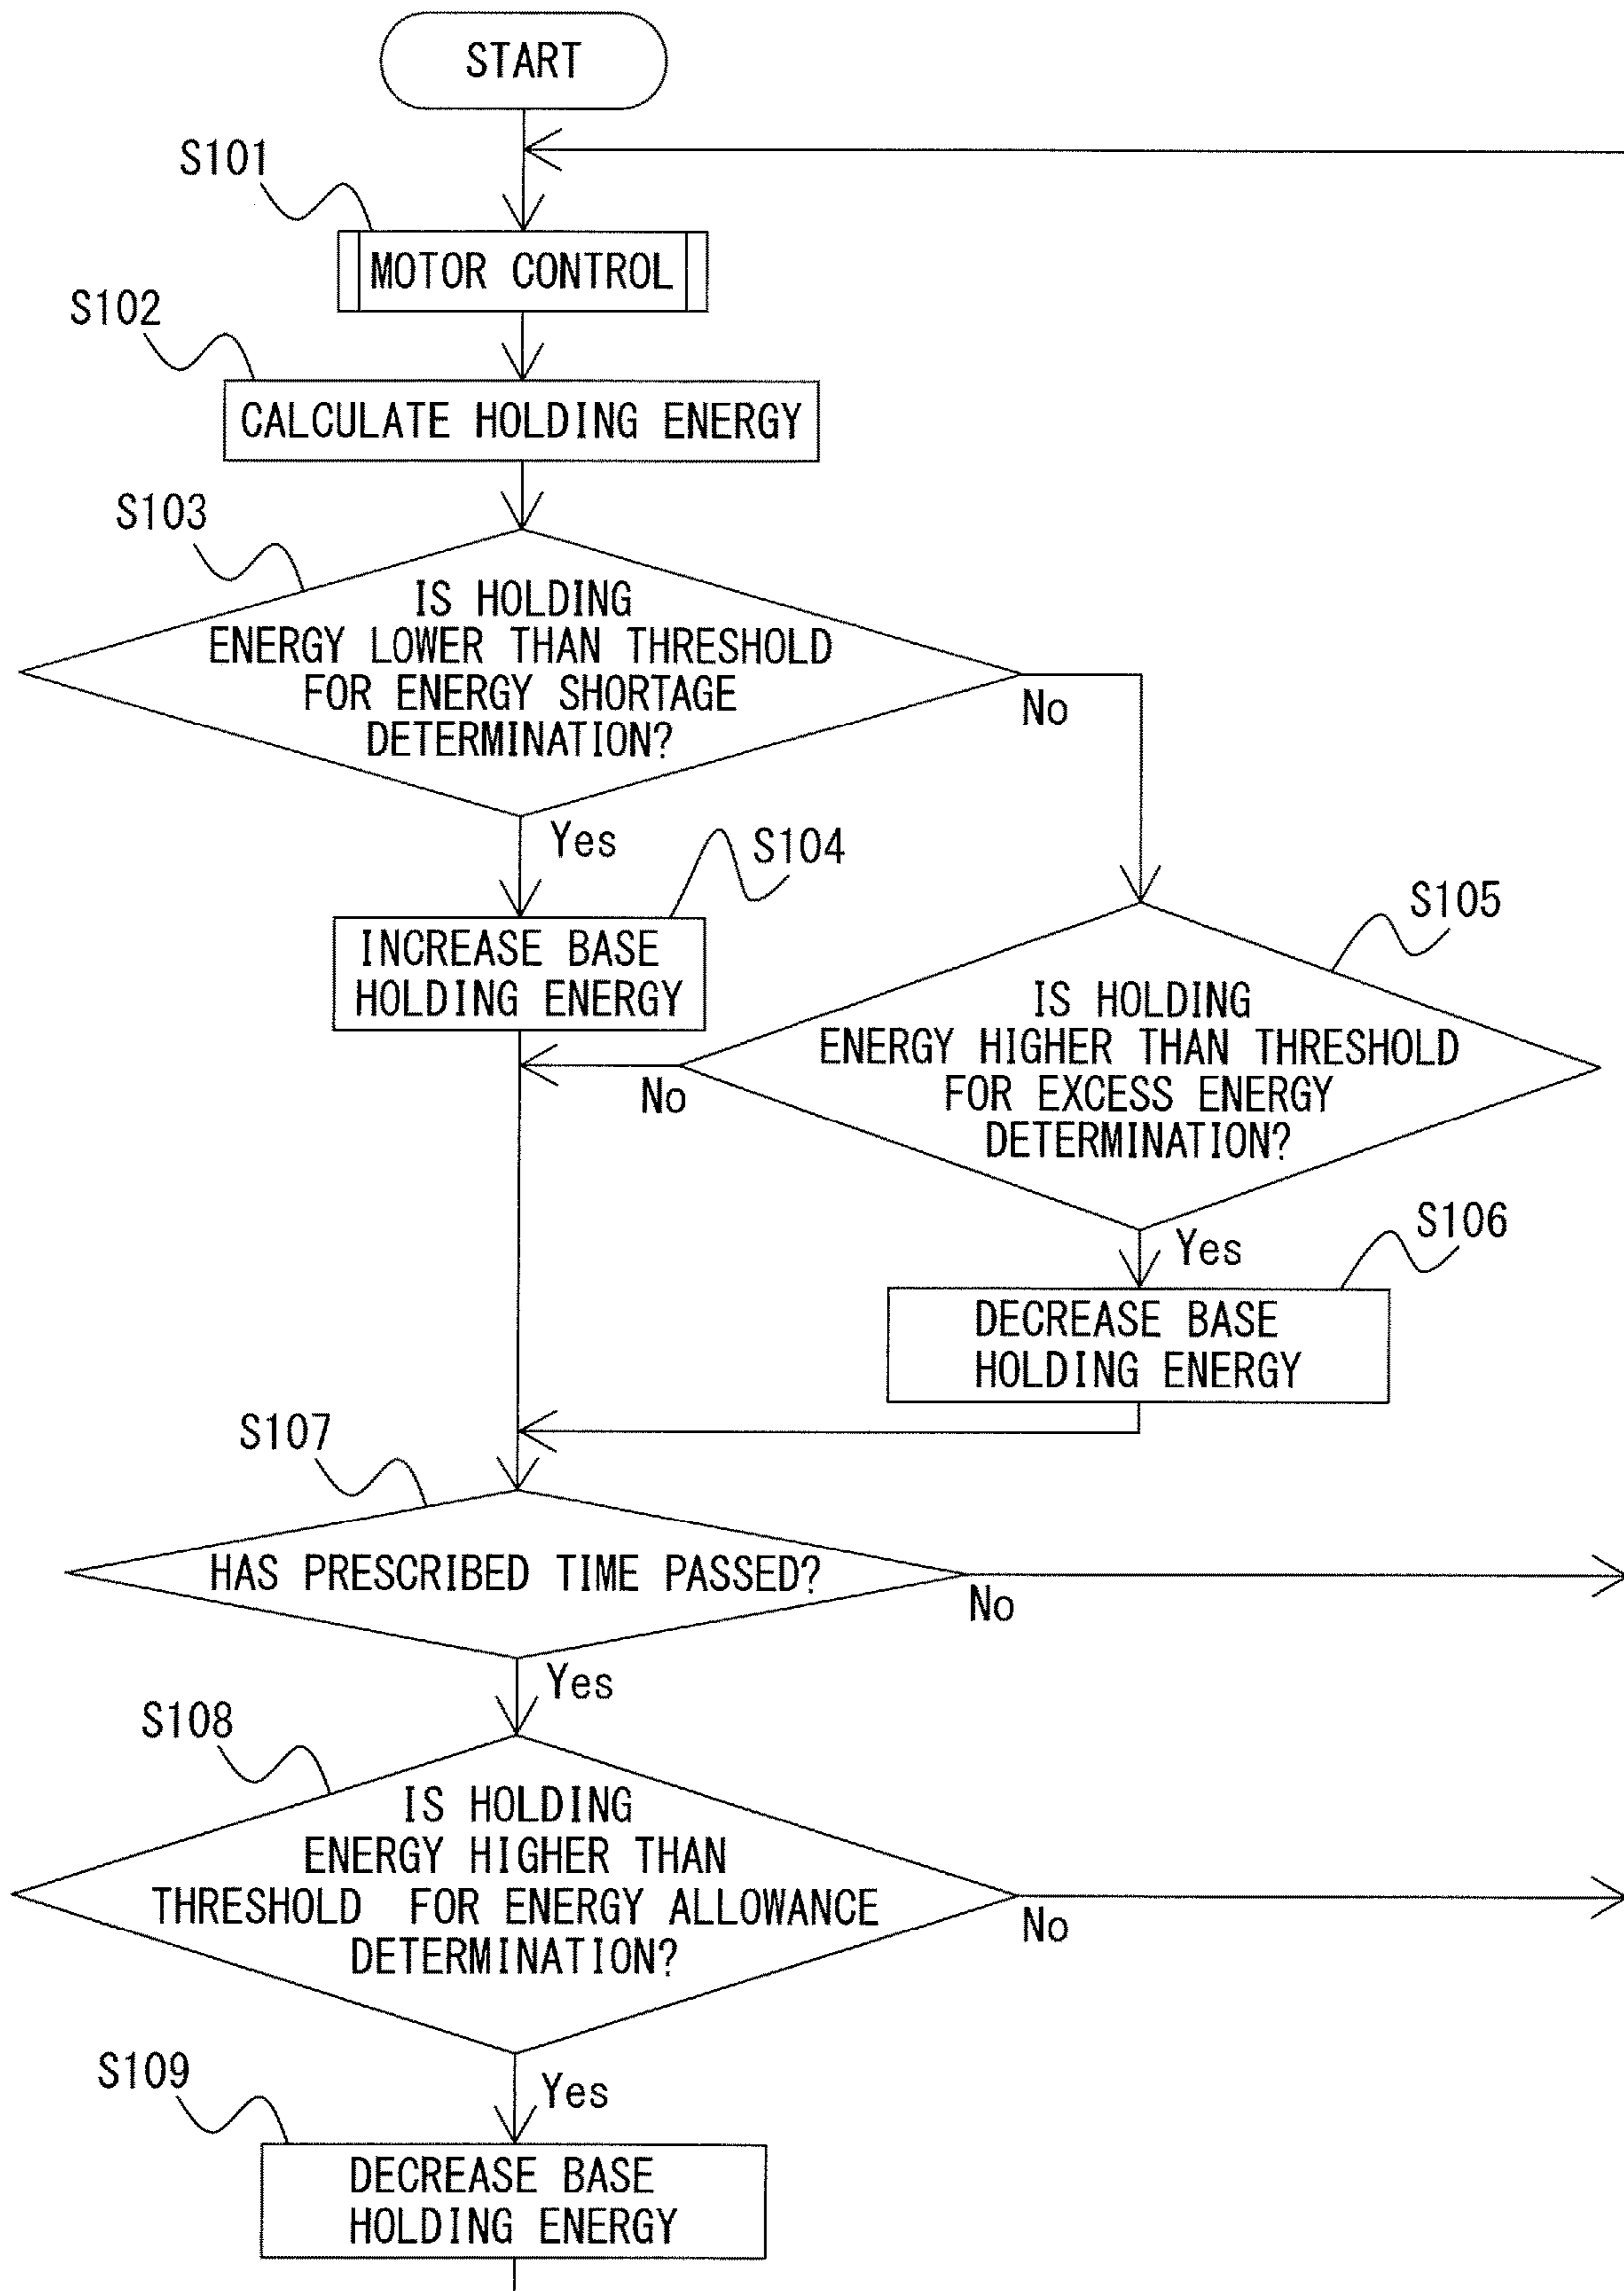 START
S101
MOTOR CONTROL
S102
CALCULATE HOLDING ENERGY
S103
IS HOLDING
ENERGY LOWER THAN THRESHOLD
FOR ENERGY SHORTAGE
DETERMINATION?
No
Yes
S104
INCREASE BASE
HOLDING ENERGY
S105
IS HOLDING
ENERGY HIGHER THAN THRESHOLD
FOR EXCESS ENERGY
DETERMINATION?
No
Yes
S106
DECREASE BASE
HOLDING ENERGY
S107
HAS PRESCRIBED TIME PASSED?
No
Yes
S108
IS HOLDING
ENERGY HIGHER THAN
THRESHOLD FOR ENERGY ALLOWANCE
DETERMINATION?
No
Yes
S109
DECREASE BASE
HOLDING ENERGY